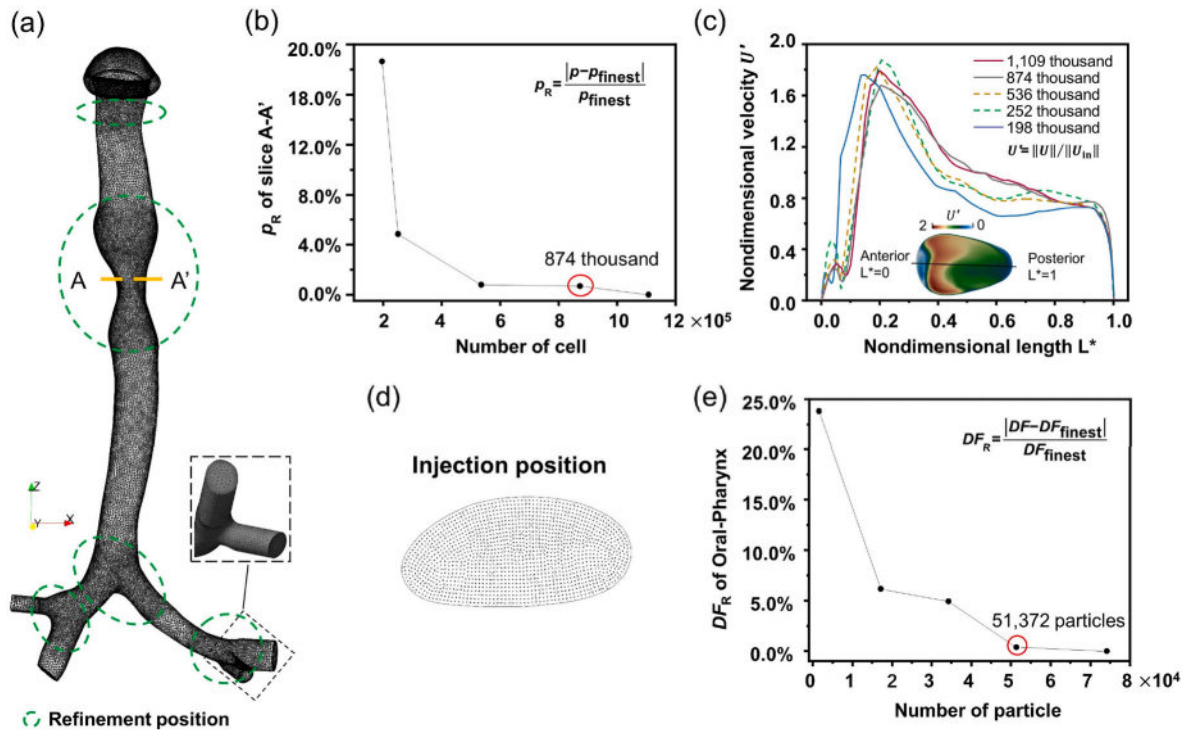 (a)
A
A'
Z
Y
X
Refinement position
(b)
20.0%
16.0%
12.0%
8.0%
4.0%
0.0%
p_R of slice A-A'
p_R = |p-p_finest| / p_finest
874 thousand
2 4 6 8 10 12 ×10⁵
Number of cell
(c)
2.0
1.6
1.2
0.8
0.4
0.0
Nondimensional velocity U'
1,109 thousand
874 thousand
536 thousand
252 thousand
198 thousand
U'=||U||/||U_in||
U'
2 0
Anterior
L*=0
Posterior
L*=1
0.0 0.2 0.4 0.6 0.8 1.0
Nondimensional length L*
(d)
Injection position
(e)
25.0%
20.0%
15.0%
10.0%
5.0%
0.0%
DF_R of Oral-Pharynx
DF_R = |DF-DF_finest| / DF_finest
51,372 particles
0 1 2 3 4 5 6 7 8 ×10⁴
Number of particle